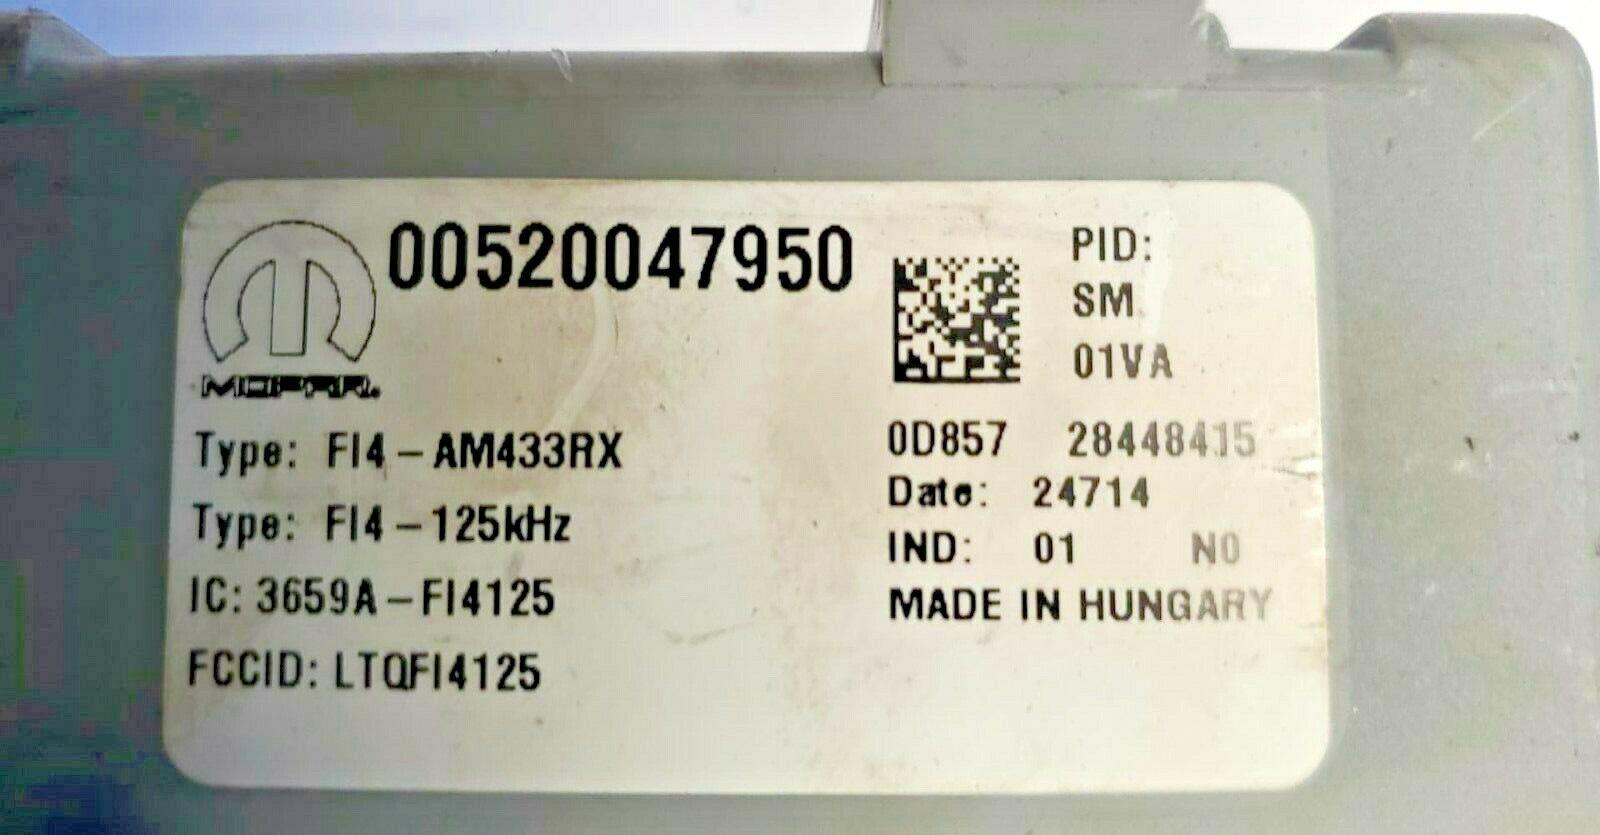 00520047950
MOPAR.
Type: FI4-AM433RX
Type: FI4-125kHz
IC: 3659A-FI4125
FCCID: LTQFI4125
PID:
SM
01VA
0D857 28448415
Date: 24714
IND: 01 N0
MADE IN HUNGARY